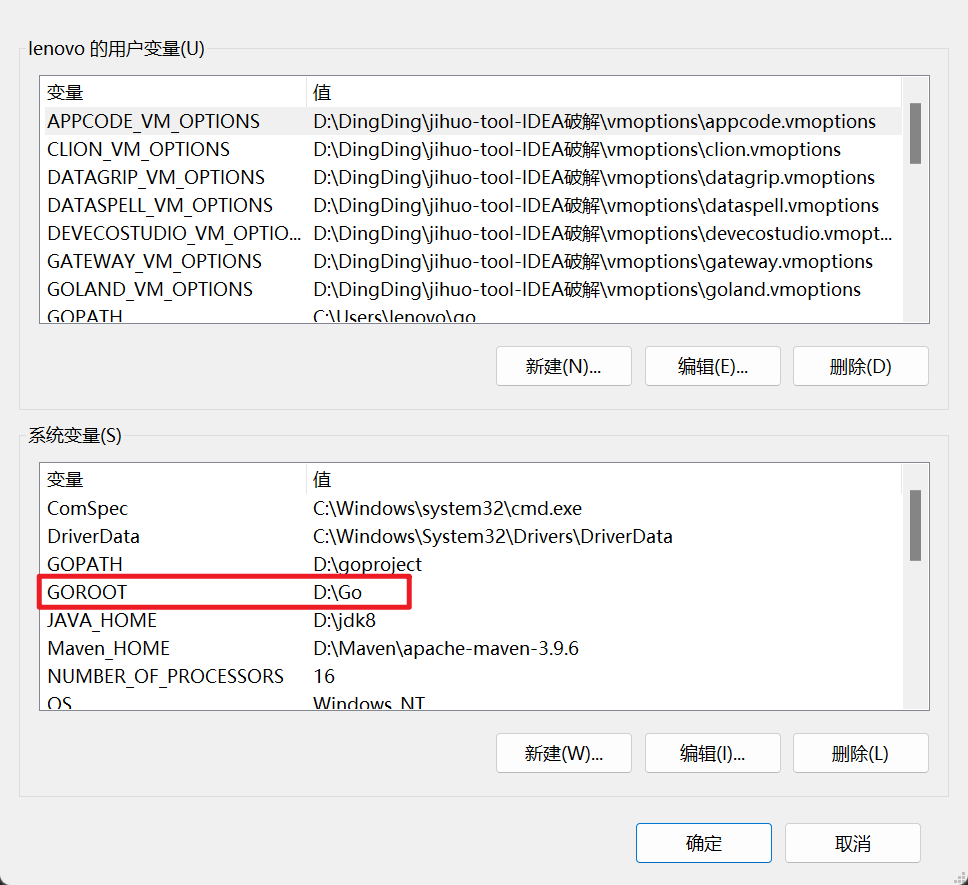 lenovo 的用户变量(U)
变量 值
APPCODE_VM_OPTIONS D:\DingDing\jihuo-tool-IDEA破解\vmoptions\appcode.vmoptions
CLION_VM_OPTIONS D:\DingDing\jihuo-tool-IDEA破解\vmoptions\clion.vmoptions
DATAGRIP_VM_OPTIONS D:\DingDing\jihuo-tool-IDEA破解\vmoptions\datagrip.vmoptions
DATASPELL_VM_OPTIONS D:\DingDing\jihuo-tool-IDEA破解\vmoptions\dataspell.vmoptions
DEVECOSTUDIO_VM_OPTIO... D:\DingDing\jihuo-tool-IDEA破解\vmoptions\devecostudio.vmopt...
GATEWAY_VM_OPTIONS D:\DingDing\jihuo-tool-IDEA破解\vmoptions\gateway.vmoptions
GOLAND_VM_OPTIONS D:\DingDing\jihuo-tool-IDEA破解\vmoptions\goland.vmoptions
GOPATH C:\Users\lenovo\go
新建(N)... 编辑(E)... 删除(D)
系统变量(S)
变量 值
ComSpec C:\Windows\system32\cmd.exe
DriverData C:\Windows\System32\Drivers\DriverData
GOPATH D:\goproject
GOROOT D:\Go
JAVA_HOME D:\jdk8
Maven_HOME D:\Maven\apache-maven-3.9.6
NUMBER_OF_PROCESSORS 16
OS Windows_NT
新建(W)... 编辑(I)... 删除(L)
确定 取消